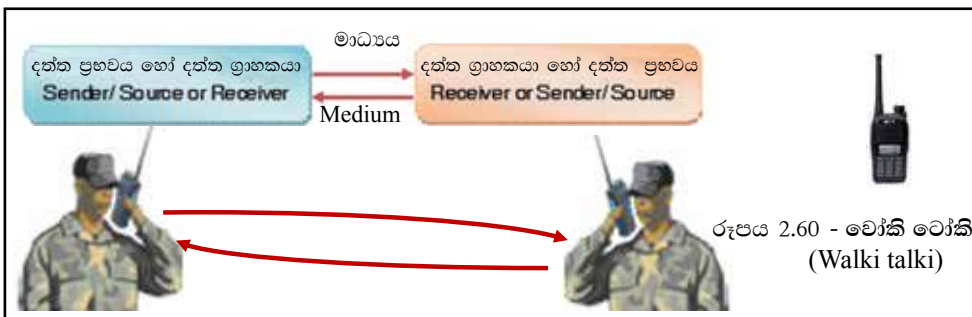 මාධ්‍යය
දත්ත ප්‍රභවය හෝ දත්ත ග්‍රාහකයා
Sender/ Source or Receiver
දත්ත ග්‍රාහකයා හෝ දත්ත ප්‍රභවය
Receiver or Sender/ Source
Medium
රූපය 2.60 - වෝකි ටෝකි
(Walki talki)